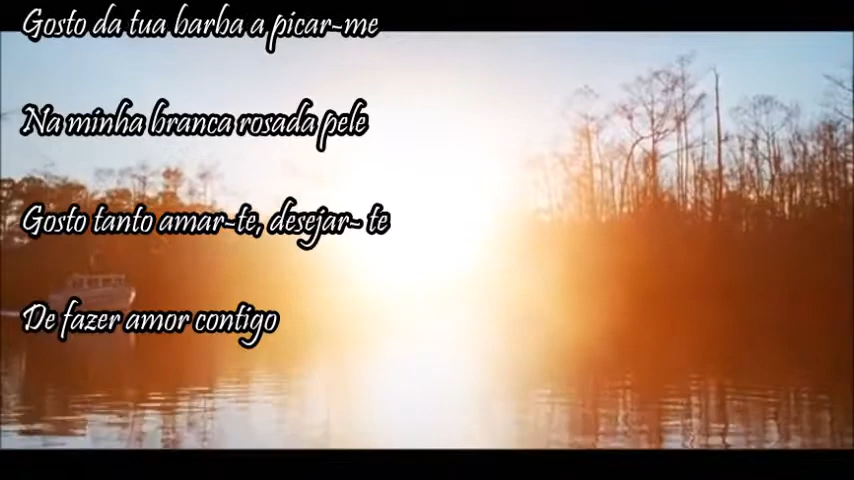 Gosto da tua barba a picar-me
Na minha branca rosada pele
Gosto tanto amar-te, desejar- te
De fazer amor contigo